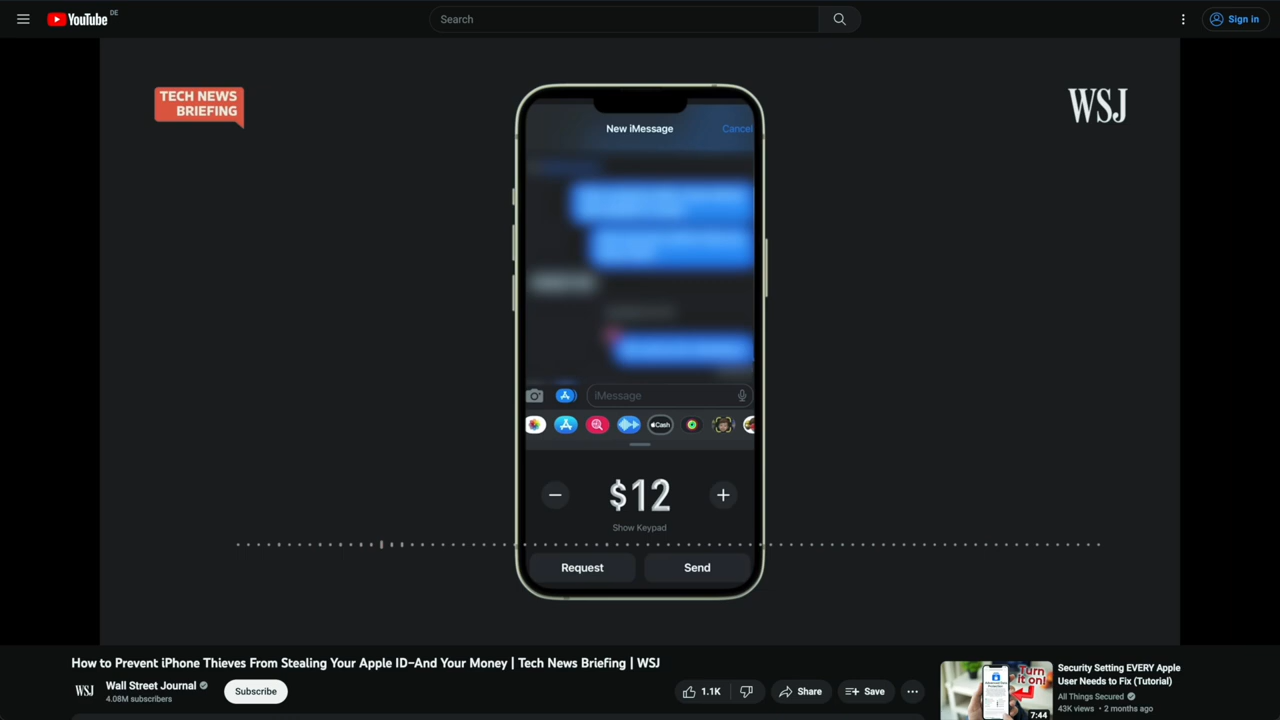 YouTube DE
Search
Sign in
TECH NEWS
BRIEFING
WSJ
New iMessage
Cancel
iMessage
Cash
$12
Show Keypad
Request
Send
How to Prevent iPhone Thieves From Stealing Your Apple ID–And Your Money | Tech News Briefing | WSJ
WSJ
Wall Street Journal
4.08M subscribers
Subscribe
1.1K
Share
Save
Turn
it on!
7:44
Security Setting EVERY Apple
User Needs to Fix (Tutorial)
All Things Secured
43K views • 2 months ago